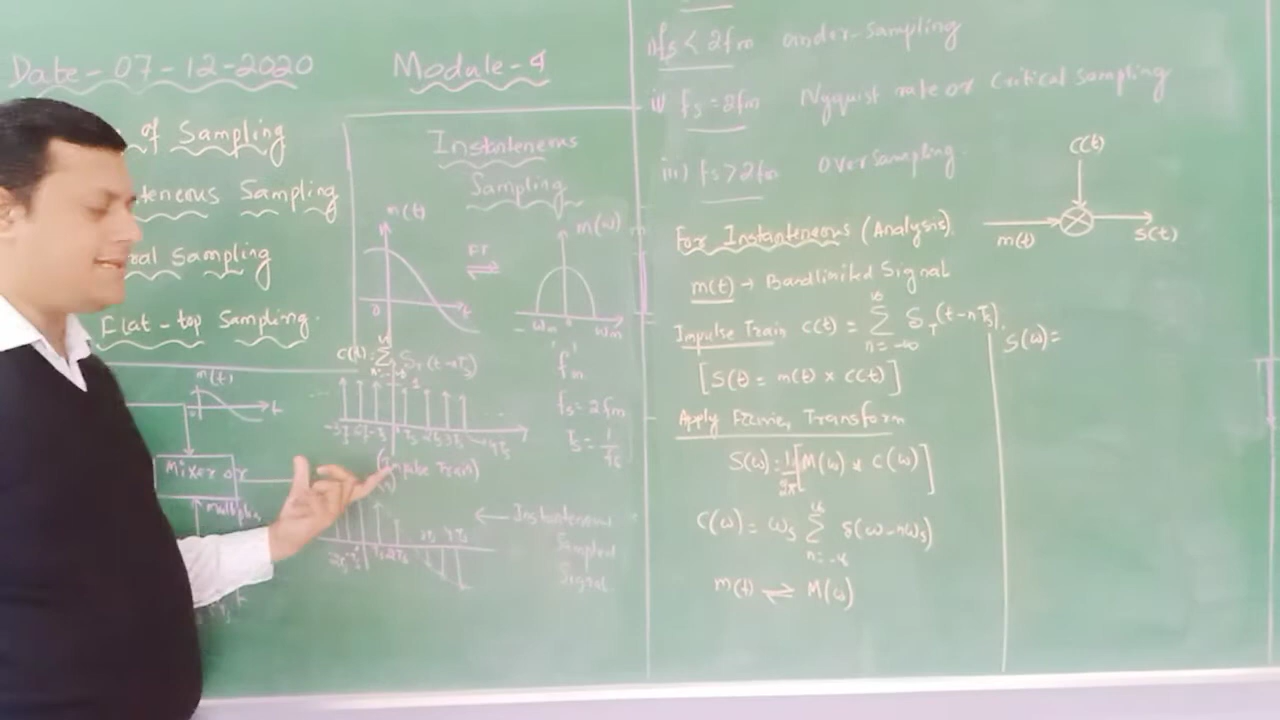 Date - 07 - 12 - 2020
Module - 4
of Sampling
teneous Sampling
ral Sampling
Flat - top Sampling.
m(t)
t
Mixer or
multiplier
Instanteneous
Sampling
m(t)
FT
m(ω)
0
t
-ωm
ωm
fm
fs = 2fm
Ts = 1/fs
(Impulse Train)
← Instanteneous
Sampled
Signal
i) fs < 2fm under-sampling
ii) fs = 2fm Nyquist rate or Critical sampling
iii) fs > 2fm over sampling.
c(t)
m(t)
s(t)
For Instanteneous (Analysis).
m(t) → Bandlimited Signal
Impulse Train c(t) = ∞ Σ n=-∞ δT(t-nTs).
[s(t) = m(t) × c(t)]
Apply Fourier Transform
S(ω) = 1/2π [M(ω) * C(ω)]
C(ω) = ωs ∞ Σ n=-∞ δ(ω-nωs)
m(t) ⇌ M(ω)
S(ω) =